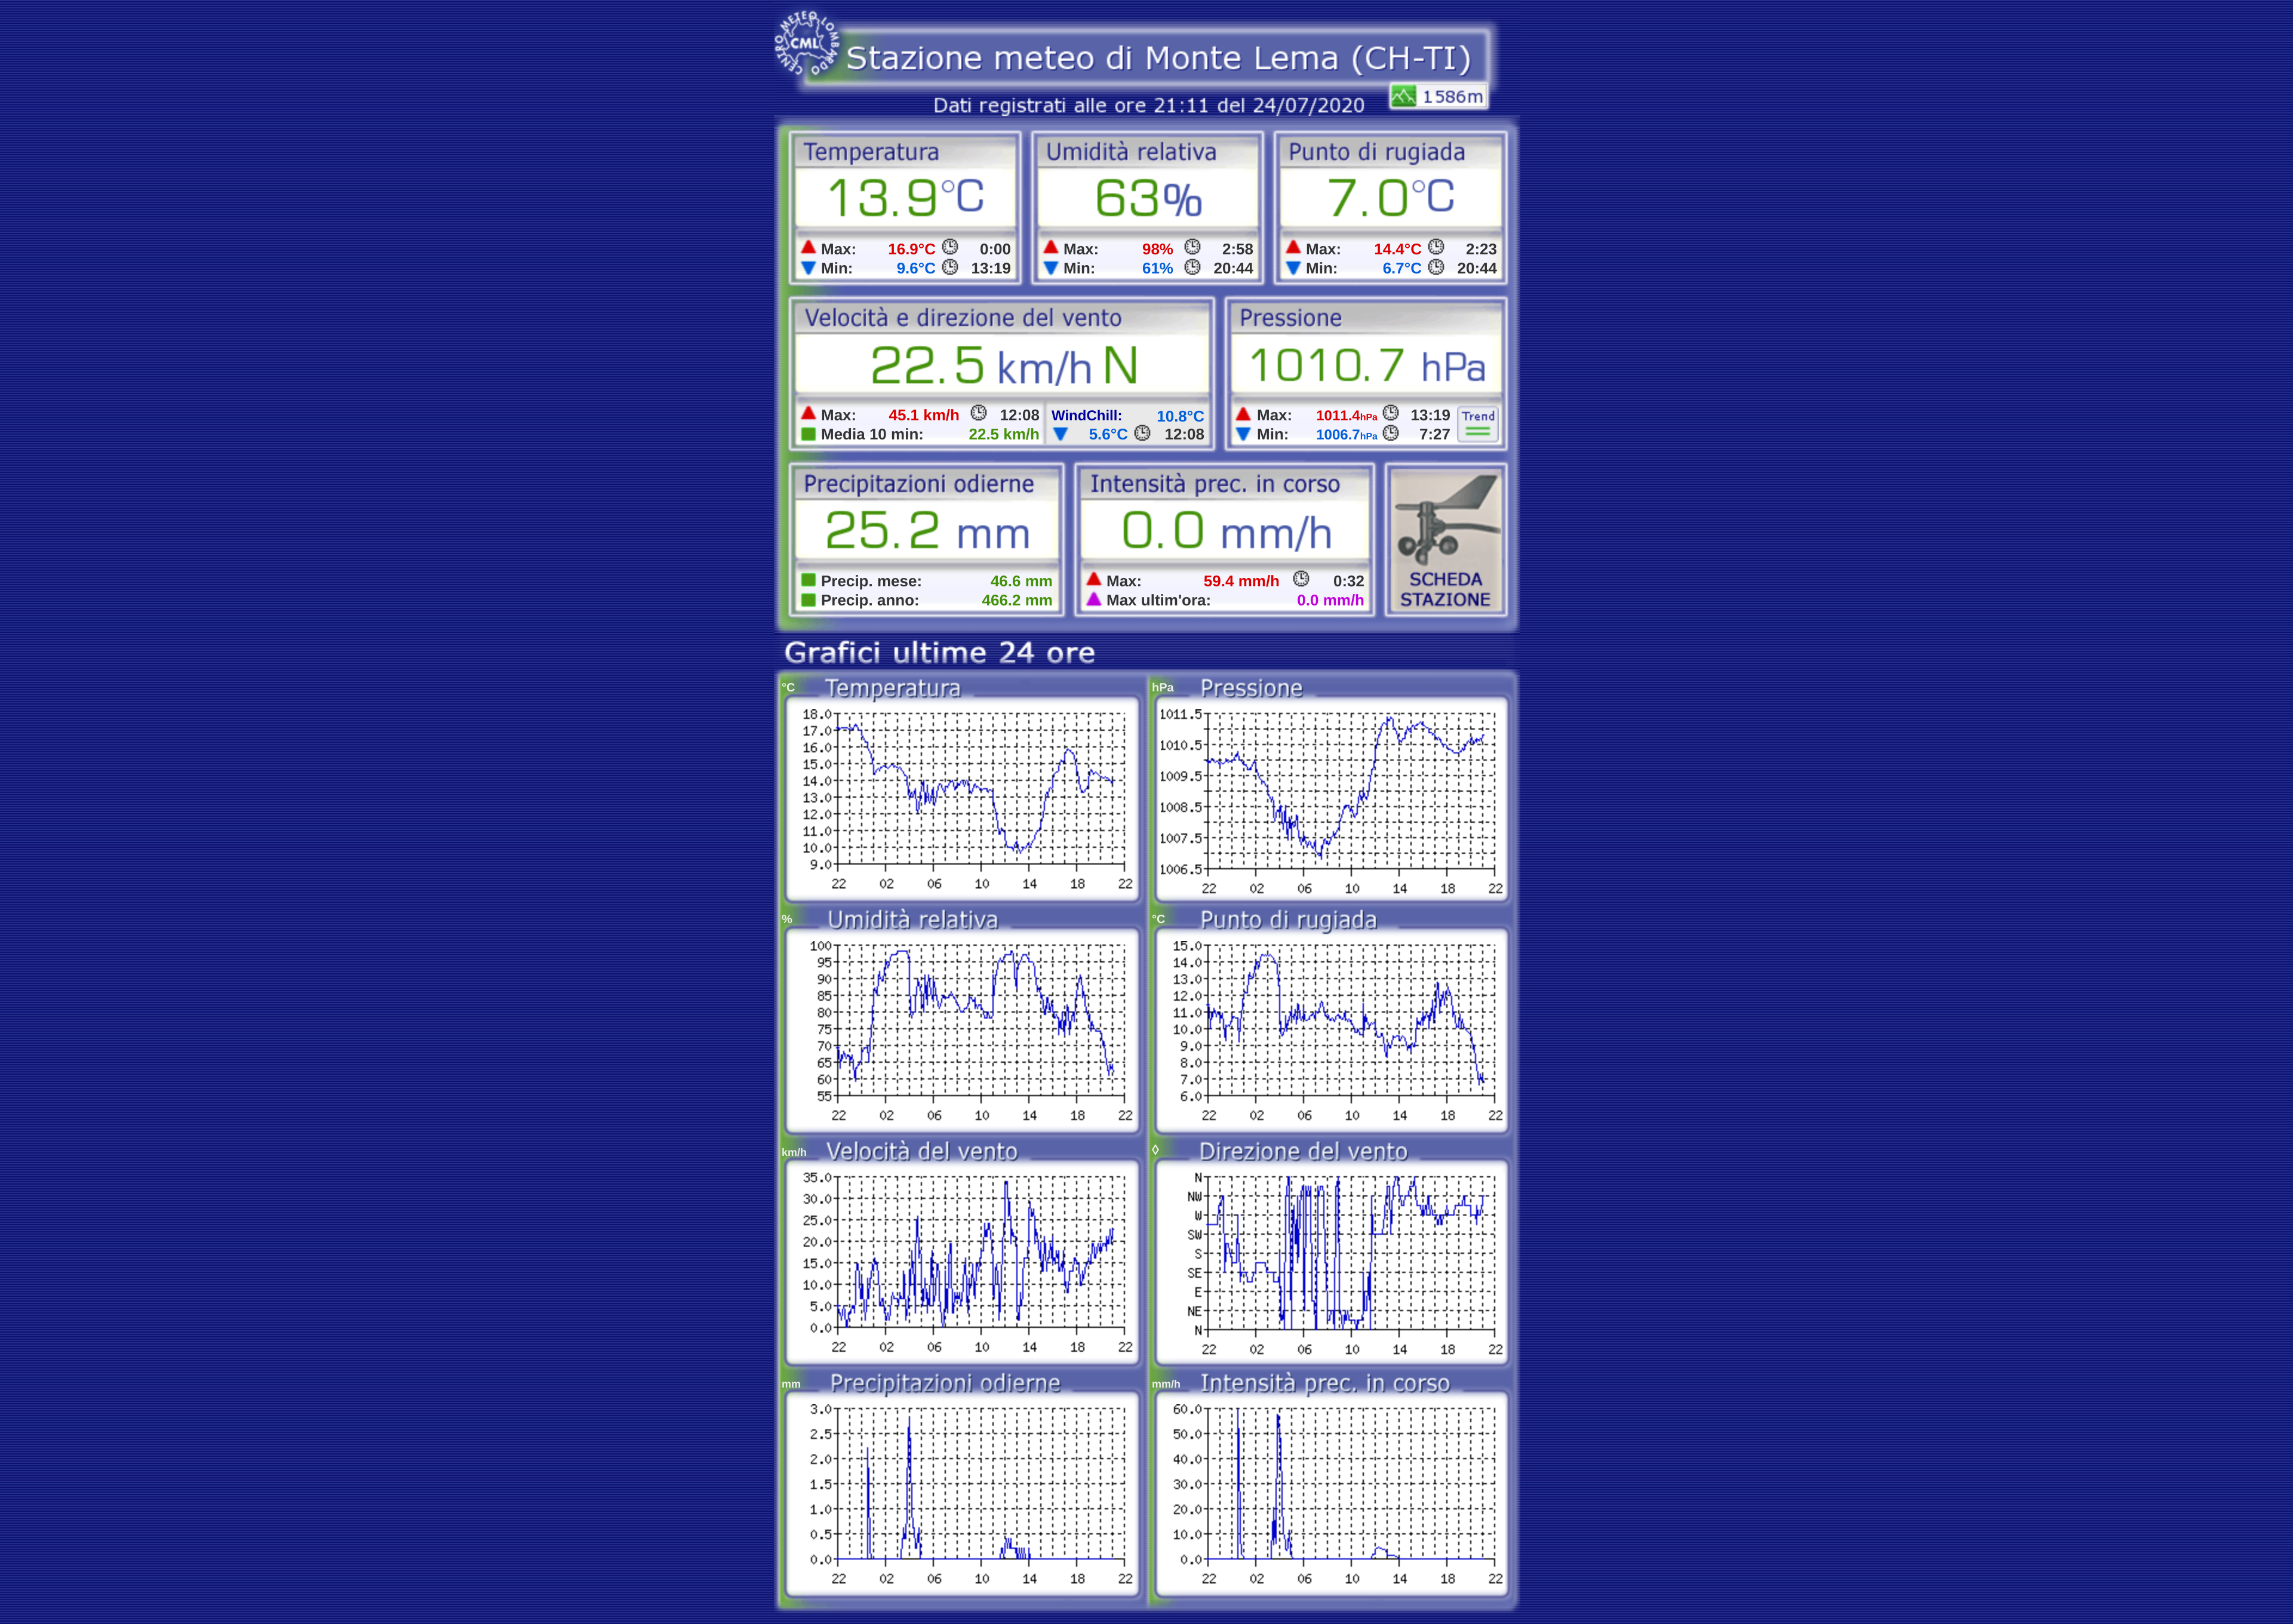 CENTRO METEO LOMBARDO
CML
Stazione meteo di Monte Lema (CH-TI)
Dati registrati alle ore 21:11 del 24/07/2020
1586m
Temperatura Umidità relativa Punto di rugiada
13.9°C 63% 7.0°C
Max: 16.9°C 0:00 Max: 98% 2:58 Max: 14.4°C 2:23
Min: 9.6°C 13:19 Min: 61% 20:44 Min: 6.7°C 20:44
Velocità e direzione del vento Pressione
22.5 km/h N 1010.7 hPa
Max: 45.1 km/h 12:08 WindChill: 10.8°C Max: 1011.4hPa 13:19 Trend
Media 10 min: 22.5 km/h 5.6°C 12:08 Min: 1006.7hPa 7:27
Precipitazioni odierne Intensità prec. in corso
25.2 mm 0.0 mm/h
Precip. mese: 46.6 mm Max: 59.4 mm/h 0:32 SCHEDA
Precip. anno: 466.2 mm Max ultim'ora: 0.0 mm/h STAZIONE
Grafici ultime 24 ore
°C Temperatura
18.0
17.0
16.0
15.0
14.0
13.0
12.0
11.0
10.0
9.0
22 02 06 10 14 18 22
hPa Pressione
1011.5
1010.5
1009.5
1008.5
1007.5
1006.5
22 02 06 10 14 18 22
% Umidità relativa
100
95
90
85
80
75
70
65
60
55
22 02 06 10 14 18 22
°C Punto di rugiada
15.0
14.0
13.0
12.0
11.0
10.0
9.0
8.0
7.0
6.0
22 02 06 10 14 18 22
km/h Velocità del vento
35.0
30.0
25.0
20.0
15.0
10.0
5.0
0.0
22 02 06 10 14 18 22
◊ Direzione del vento
N
NW
W
SW
S
SE
E
NE
N
22 02 06 10 14 18 22
mm Precipitazioni odierne
3.0
2.5
2.0
1.5
1.0
0.5
0.0
22 02 06 10 14 18 22
mm/h Intensità prec. in corso
60.0
50.0
40.0
30.0
20.0
10.0
0.0
22 02 06 10 14 18 22